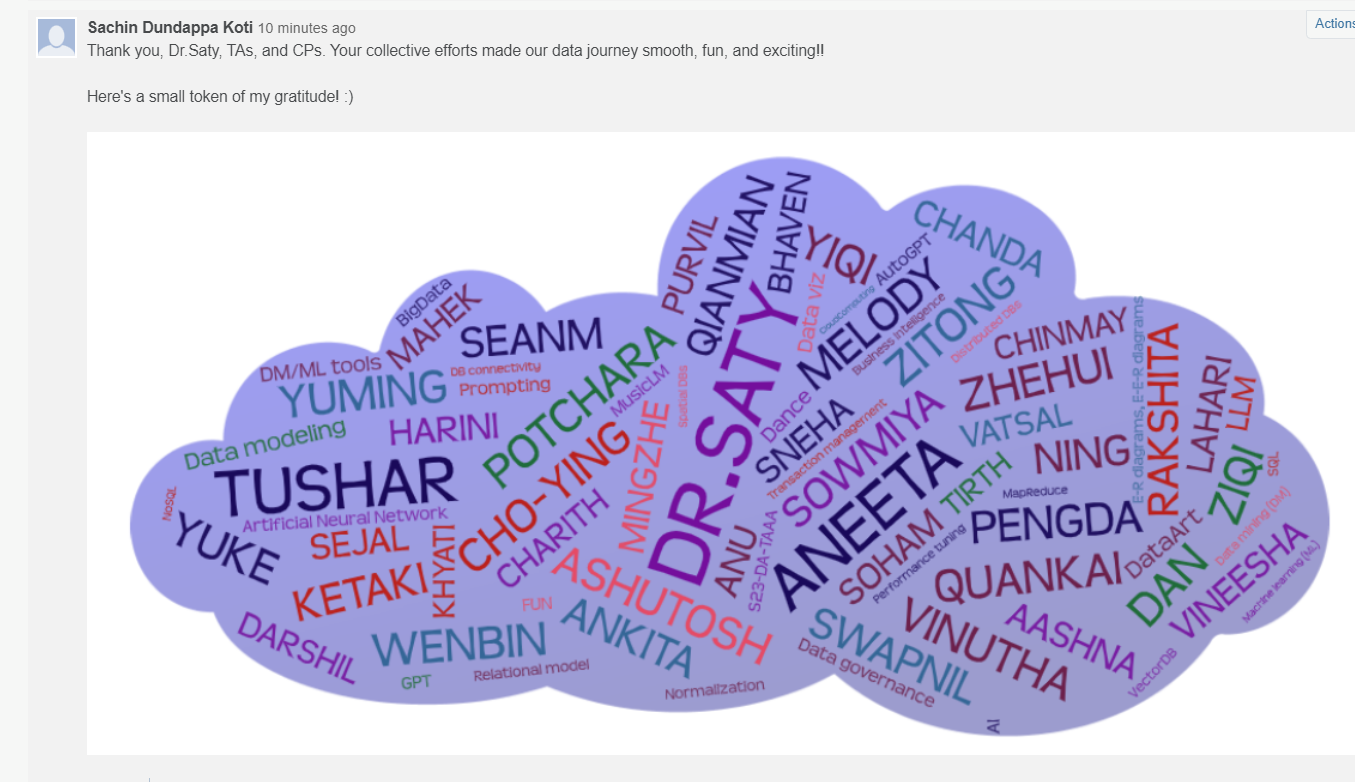 Sachin Dundappa Koti 10 minutes ago
Actions
Thank you, Dr.Saty, TAs, and CPs. Your collective efforts made our data journey smooth, fun, and exciting!!
Here's a small token of my gratitude! :)
PURVIL
QIANMIAN
BHAVEN
YIQI
CHANDA
AutoGPT
Data viz
CloudComputing
MELODY
Business Intelligence
ZITONG
Distributed DBs
BigData
MAHEK
SEANM
DM/ML tools
DB connectivity
Prompting
YUMING
POTCHARA
MusicLM
Spatial DBs
DR.SATY
Dance
SNEHA
Transaction management
CHINMAY
ZHEHUI
E-R diagrams, E-E-R diagrams
RAKSHITA
LAHARI
LLM
Data modeling
HARINI
CHO-YING
MINGZHE
SOWMIYA
VATSAL
NING
ZIQI
SQL
NoSQL
TUSHAR
Artificial Neural Network
CHARITH
ANU
S23-DA-TAAA
ANEETA
TIRTH
MapReduce
PENGDA
DataArt
Data mining (DM)
YUKE
SEJAL
KHYATI
KETAKI
ASHUTOSH
SOHAM
Performance tuning
QUANKAI
DAN
VINEESHA
Machine learning (ML)
FUN
DARSHIL
WENBIN
ANKITA
SWAPNIL
VINUTHA
AASHNA
VectorDB
GPT
Relational model
Normalization
Data governance
AI